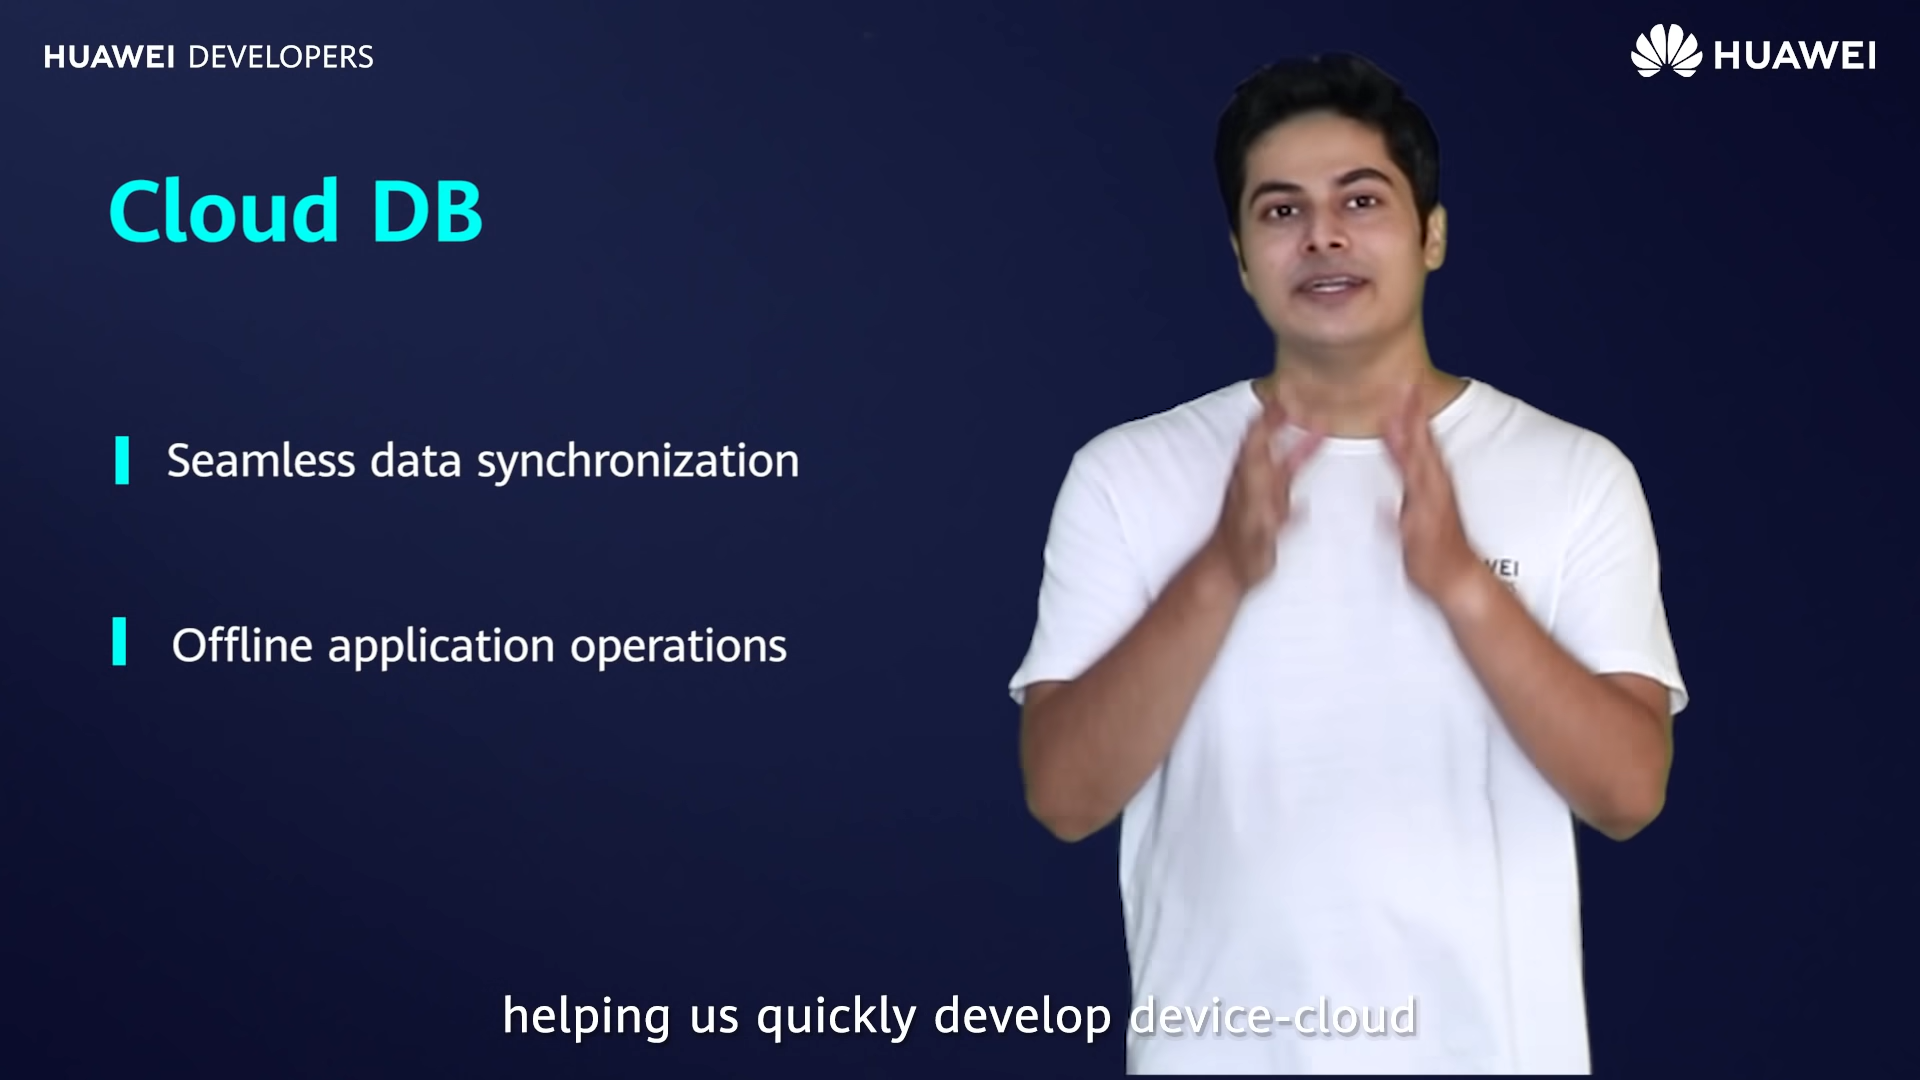 HUAWEI DEVELOPERS
HUAWEI
Cloud DB
Seamless data synchronization
Offline application operations
helping us quickly develop device-cloud